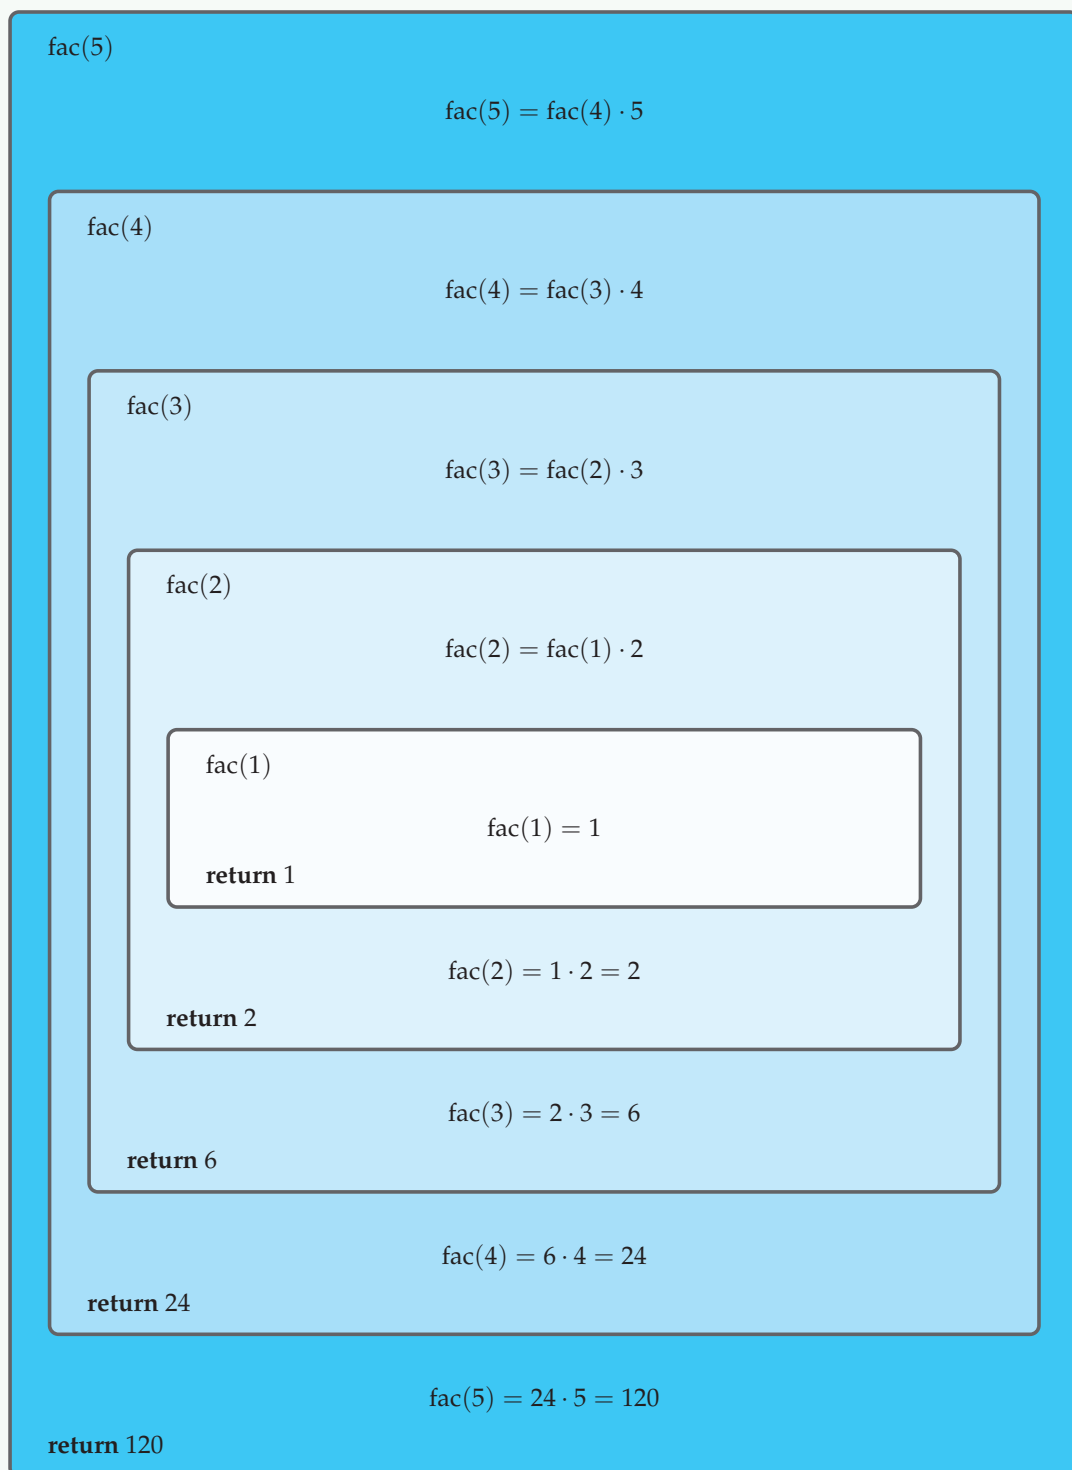 fac(5)
fac(5) = fac(4) · 5
fac(4)
fac(4) = fac(3) · 4
fac(3)
fac(3) = fac(2) · 3
fac(2)
fac(2) = fac(1) · 2
fac(1)
fac(1) = 1
return 1
fac(2) = 1 · 2 = 2
return 2
fac(3) = 2 · 3 = 6
return 6
fac(4) = 6 · 4 = 24
return 24
fac(5) = 24 · 5 = 120
return 120